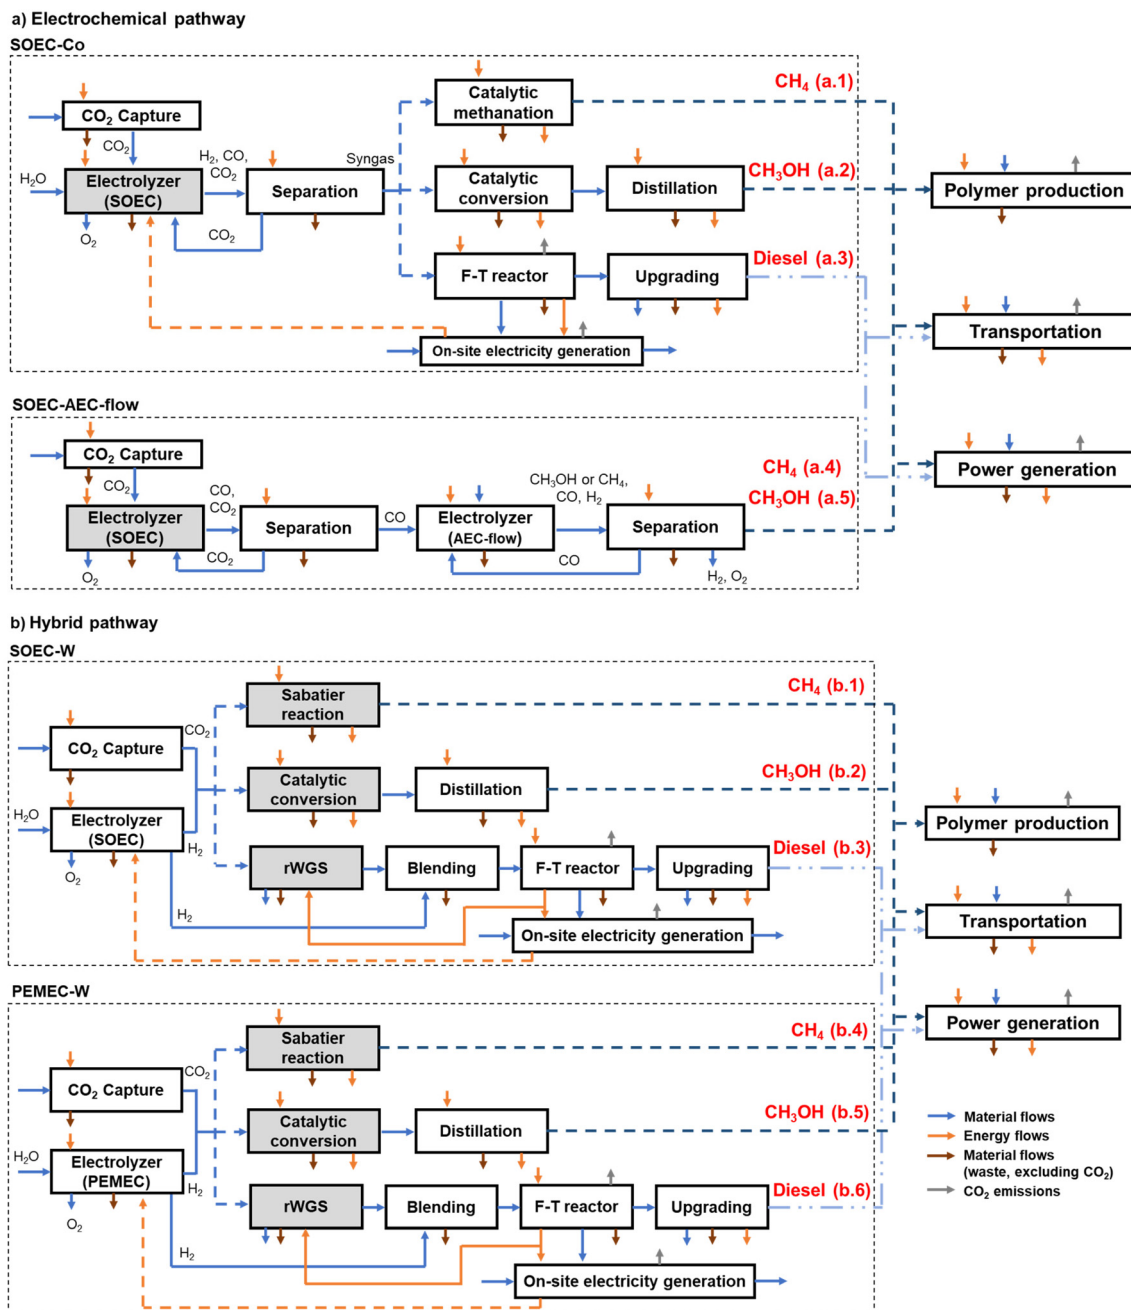 a) Electrochemical pathway
SOEC-Co
CO₂ Capture
CO₂
H₂O
Electrolyzer
(SOEC)
O₂
H₂, CO,
CO₂
Separation
CO₂
Syngas
Catalytic
methanation
CH₄ (a.1)
Catalytic
conversion
Distillation
CH₃OH (a.2)
F-T reactor
Upgrading
Diesel (a.3)
On-site electricity generation
Polymer production
Transportation
Power generation
SOEC-AEC-flow
CO₂ Capture
CO₂
Electrolyzer
(SOEC)
O₂
CO,
CO₂
Separation
CO₂
CO
Electrolyzer
(AEC-flow)
CH₃OH or CH₄,
CO, H₂
Separation
CO
H₂, O₂
CH₄ (a.4)
CH₃OH (a.5)
b) Hybrid pathway
SOEC-W
CO₂ Capture
CO₂
H₂O
Electrolyzer
(SOEC)
H₂
O₂
H₂
Sabatier
reaction
CH₄ (b.1)
Catalytic
conversion
Distillation
CH₃OH (b.2)
rWGS
Blending
F-T reactor
Upgrading
Diesel (b.3)
On-site electricity generation
Polymer production
Transportation
Power generation
PEMEC-W
CO₂ Capture
CO₂
H₂O
Electrolyzer
(PEMEC)
H₂
O₂
H₂
Sabatier
reaction
CH₄ (b.4)
Catalytic
conversion
Distillation
CH₃OH (b.5)
rWGS
Blending
F-T reactor
Upgrading
Diesel (b.6)
On-site electricity generation
Material flows
Energy flows
Material flows
(waste, excluding CO₂)
CO₂ emissions